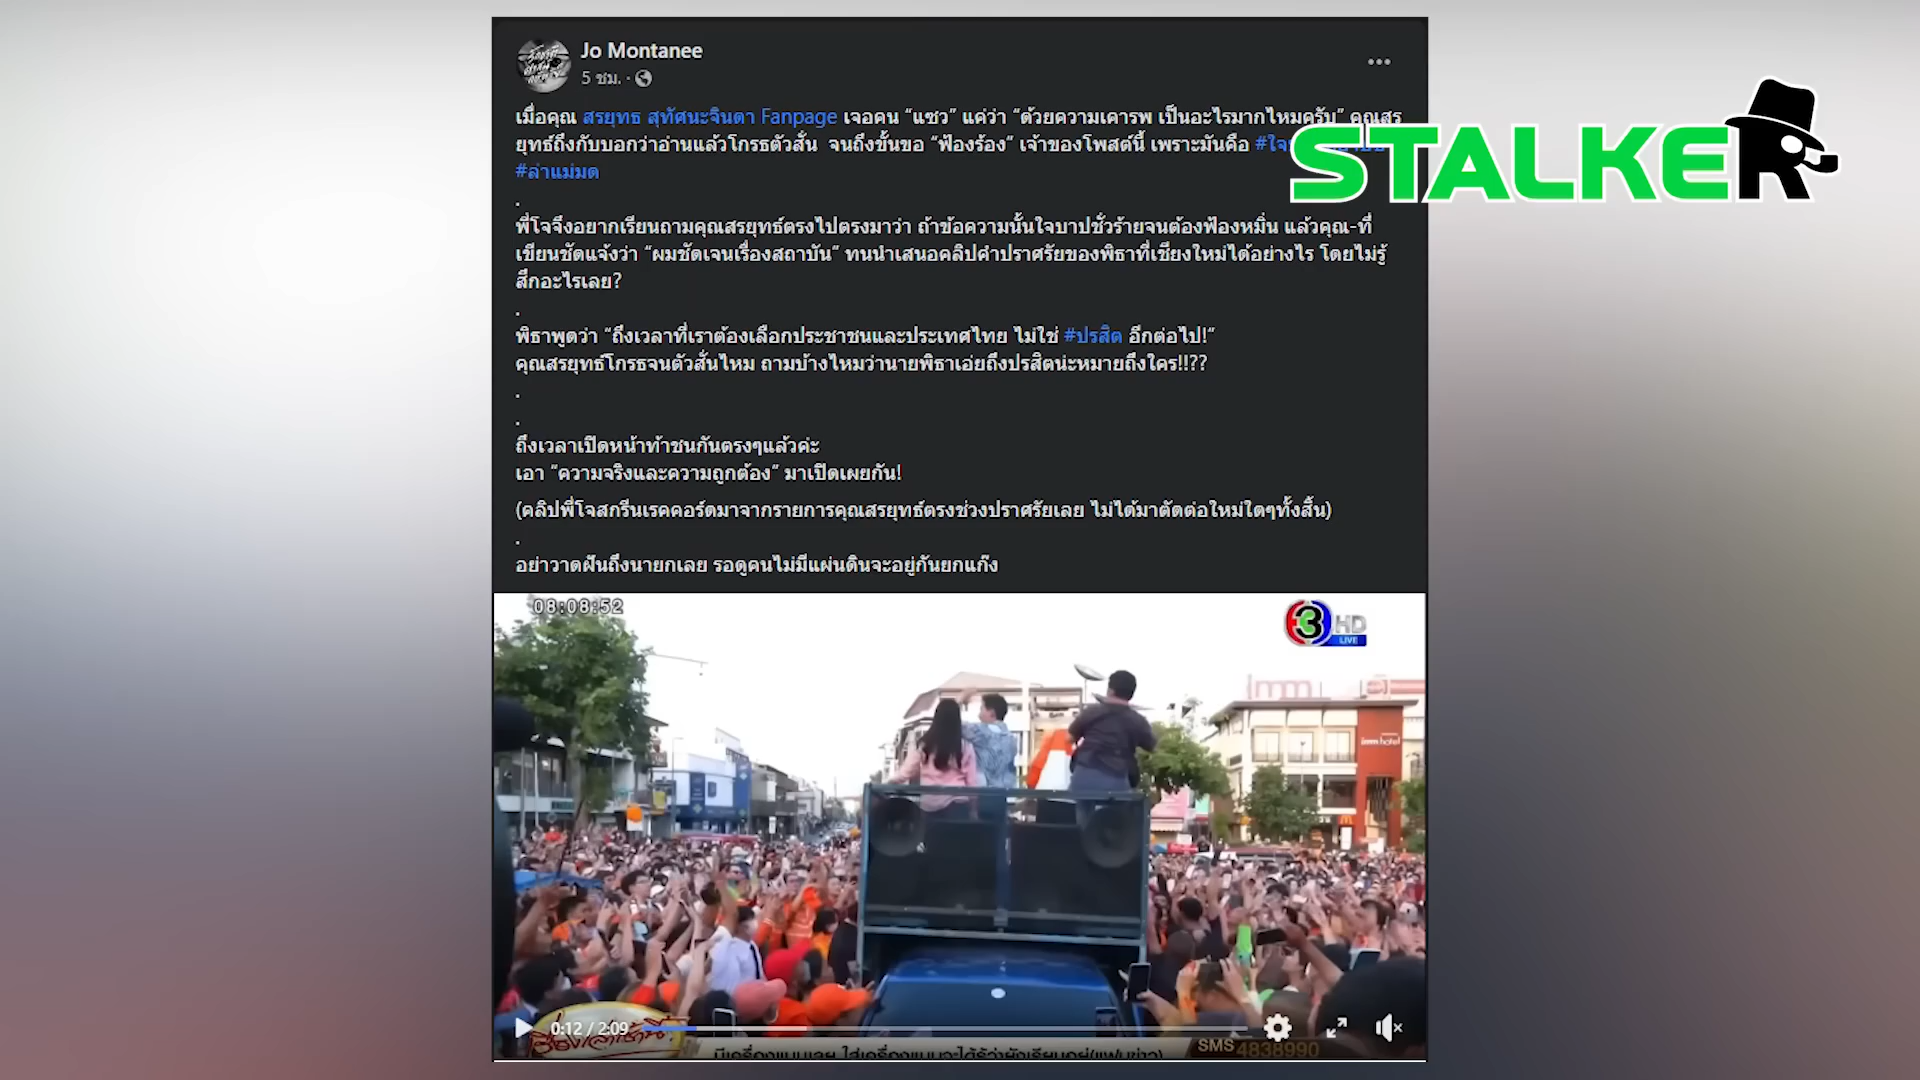 Jo Montanee
5 ชม. ·
STALKER
เมื่อคุณ สรยุทธ สุทัศนะจินดา Fanpage เจอคน “แซว” แค่ว่า “ด้วยความเคารพ เป็นอะไรมากไหมครับ” คุณสร
ยุทธ์ถึงกับบอกว่าอ่านแล้วโกรธตัวสั่น จนถึงขั้นขอ “ฟ้องร้อง” เจ้าของโพสต์นี้ เพราะมันคือ
#ล่าแม่มด
.
พี่โจจึงอยากเรียนถามคุณสรยุทธ์ตรงไปตรงมาว่า ถ้าข้อความนั้นใจบาปชั่วร้ายจนต้องฟ้องหมิ่น แล้วคุณ-ที่
เขียนชัดแจ้งว่า “ผมชัดเจนเรื่องสถาบัน” ทนนำเสนอคลิปคำปราศรัยของพิธาที่เชียงใหม่ได้อย่างไร โดยไม่รู้
สึกอะไรเลย?
.
พิธาพูดว่า “ถึงเวลาที่เราต้องเลือกประชาชนและประเทศไทย ไม่ใช่ #ปรสิต อีกต่อไป!”
คุณสรยุทธ์โกรธจนตัวสั่นไหม ถามบ้างไหมว่านายพิธาเอ่ยถึงปรสิตน่ะหมายถึงใคร!!??
.
.
ถึงเวลาเปิดหน้าท้าชนกันตรงๆแล้วค่ะ
เอา “ความจริงและความถูกต้อง” มาเปิดเผยกัน!
(คลิปพี่โจสกรีนเรคคอร์ดมาจากรายการคุณสรยุทธ์ตรงช่วงปราศรัยเลย ไม่ได้มาตัดต่อใหม่ใดๆทั้งสิ้น)
.
อย่าวาดฝันถึงนายกเลย รอดูคนไม่มีแผ่นดินจะอยู่กันยกแก๊ง
08:08:52
3 HD
LIVE
imm
imm hotel
0:12 / 2:09
เรื่องเล่าเช้านี้
SMS 4838990